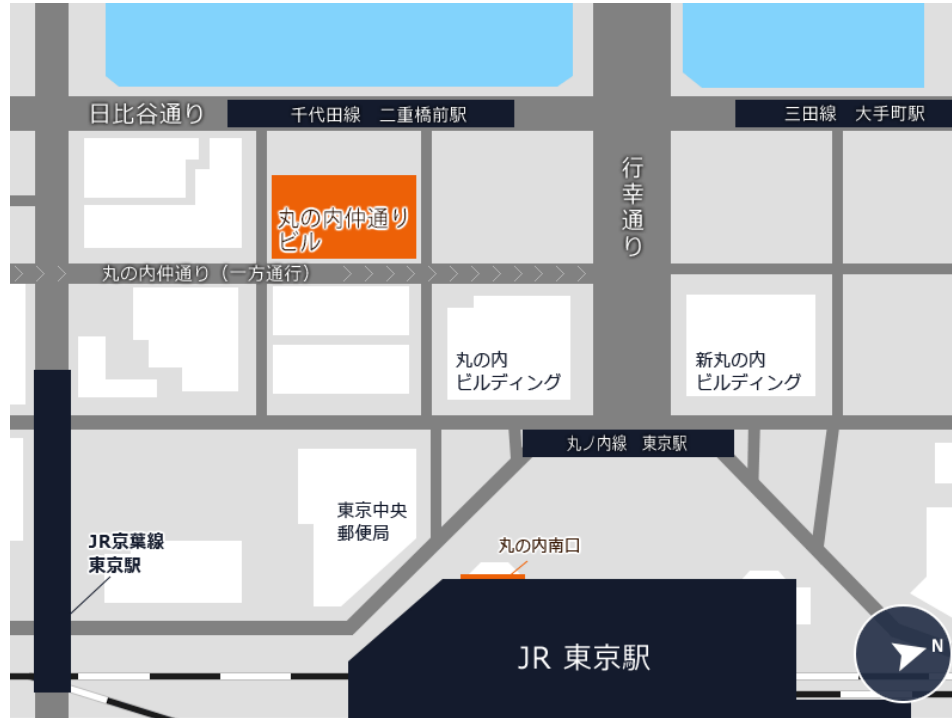 日比谷通り
千代田線　二重橋前駅
三田線　大手町駅
行幸通り
丸の内仲通り
ビル
丸の内仲通り（一方通行）
丸の内
ビルディング
新丸の内
ビルディング
丸ノ内線　東京駅
東京中央
郵便局
JR京葉線
東京駅
丸の内南口
JR 東京駅
N